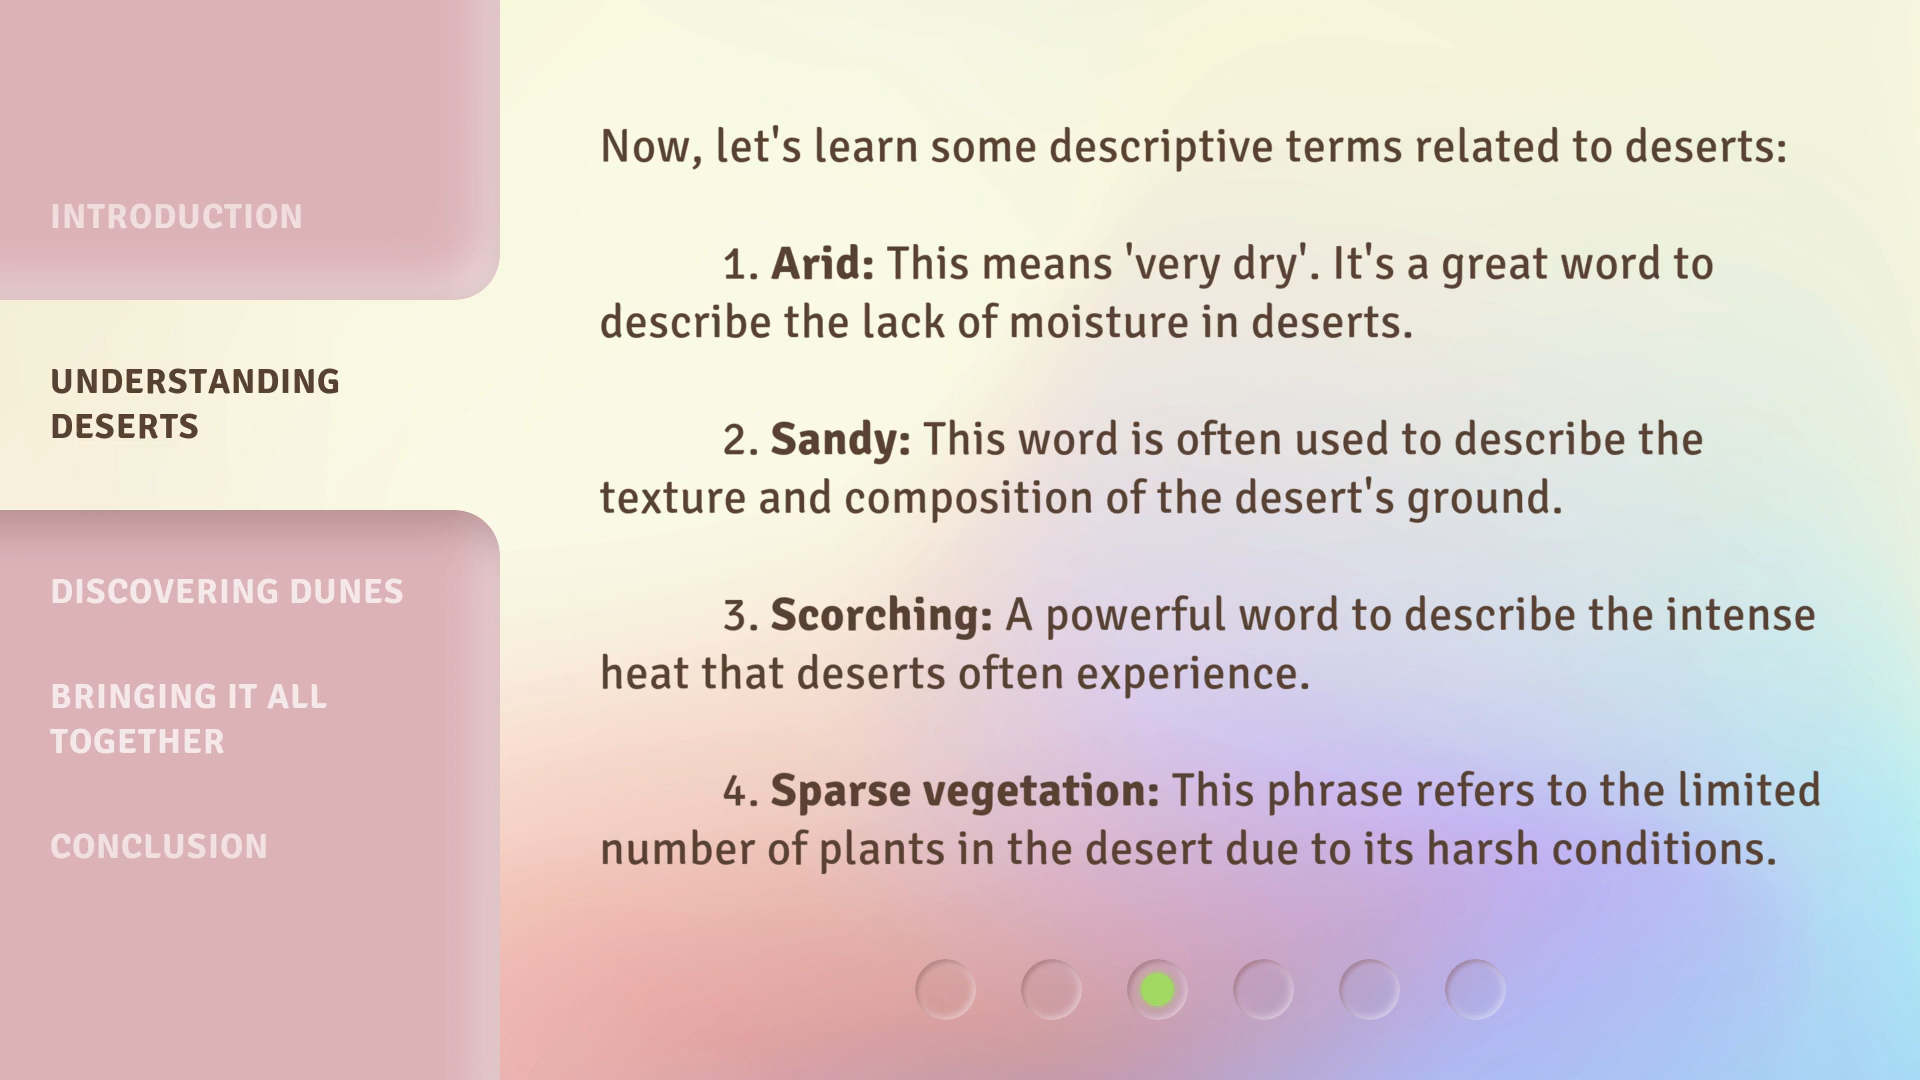 INTRODUCTION
UNDERSTANDING
DESERTS
DISCOVERING DUNES
BRINGING IT ALL
TOGETHER
CONCLUSION
Now, let's learn some descriptive terms related to deserts:
1. Arid: This means 'very dry'. It's a great word to
describe the lack of moisture in deserts.
2. Sandy: This word is often used to describe the
texture and composition of the desert's ground.
3. Scorching: A powerful word to describe the intense
heat that deserts often experience.
4. Sparse vegetation: This phrase refers to the limited
number of plants in the desert due to its harsh conditions.